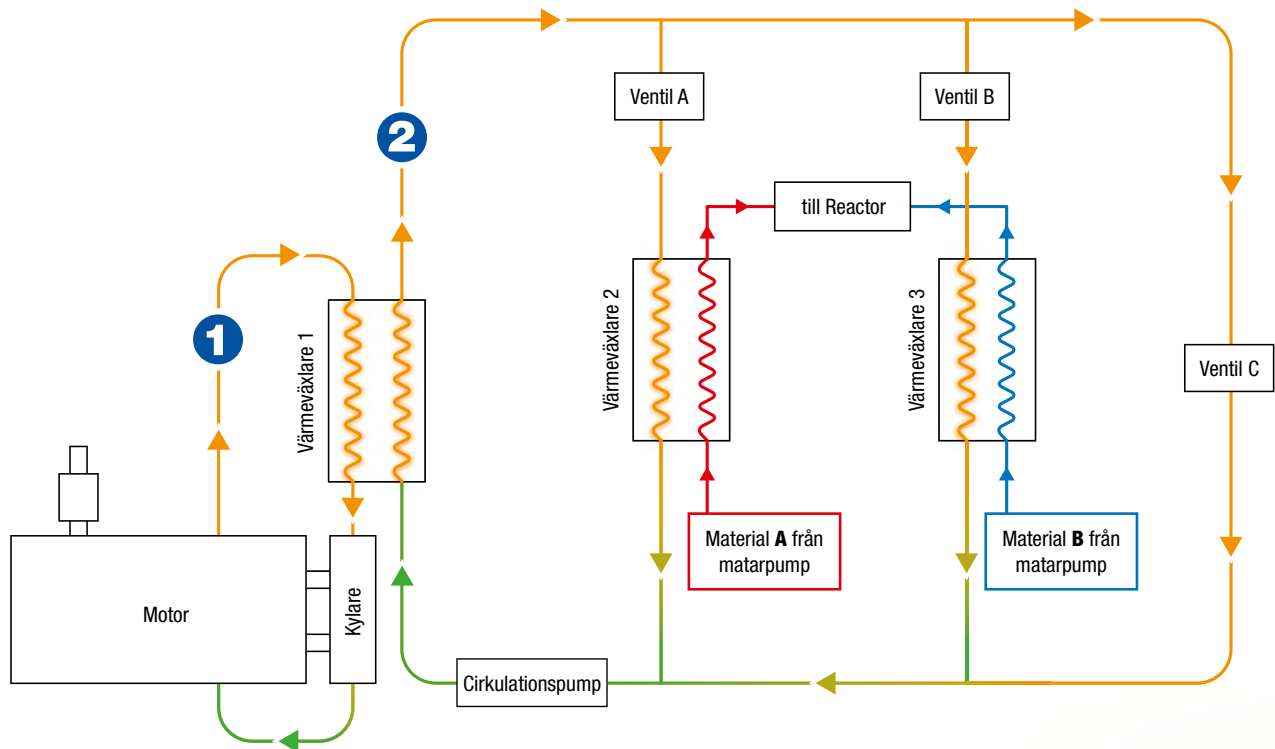 2
Ventil A
Ventil B
till Reactor
1
Värmeväxlare 1
Värmeväxlare 2
Värmeväxlare 3
Ventil C
Material A från
matarpump
Material B från
matarpump
Motor
Kylare
Cirkulationspump